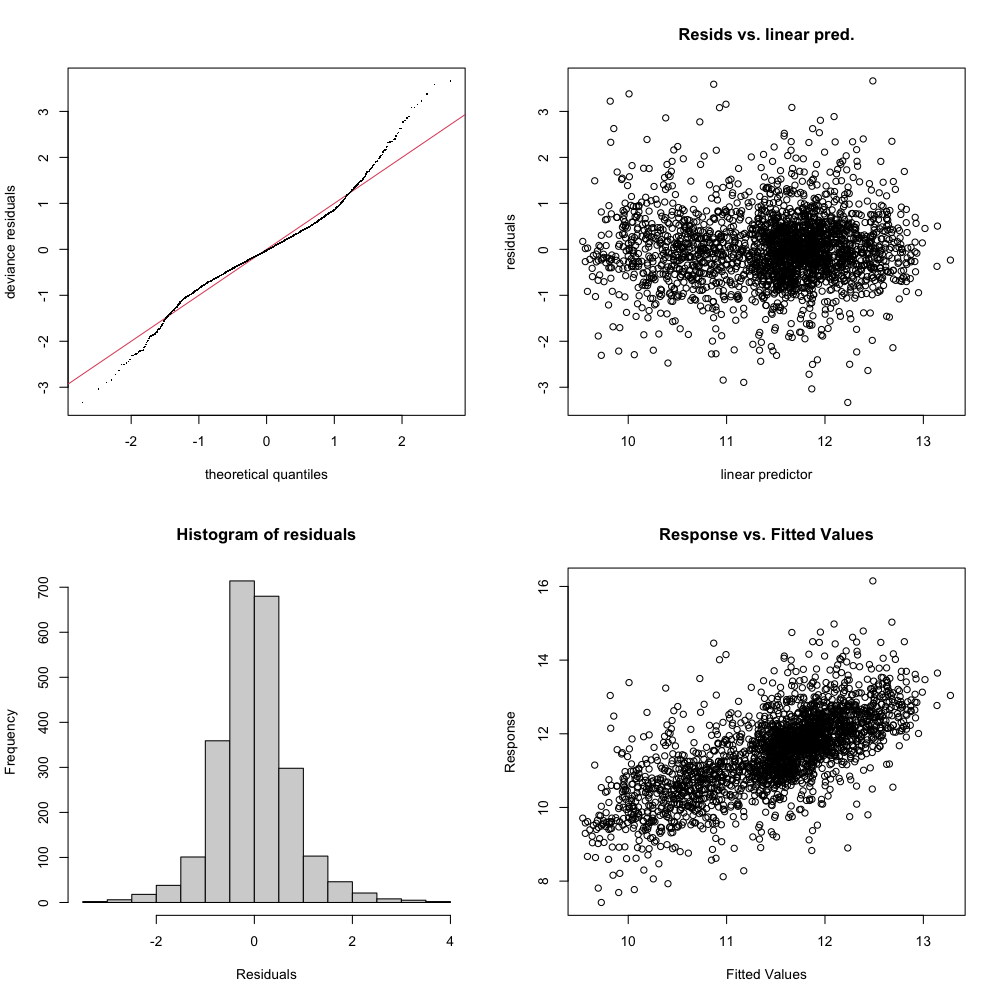 deviance residuals
3
2
1
0
-1
-2
-3
-2 -1 0 1 2
theoretical quantiles
Resids vs. linear pred.
residuals
3
2
1
0
-1
-2
-3
10 11 12 13
linear predictor
Histogram of residuals
Frequency
700
600
500
400
300
200
100
0
-2 0 2 4
Residuals
Response vs. Fitted Values
Response
16
14
12
10
8
10 11 12 13
Fitted Values